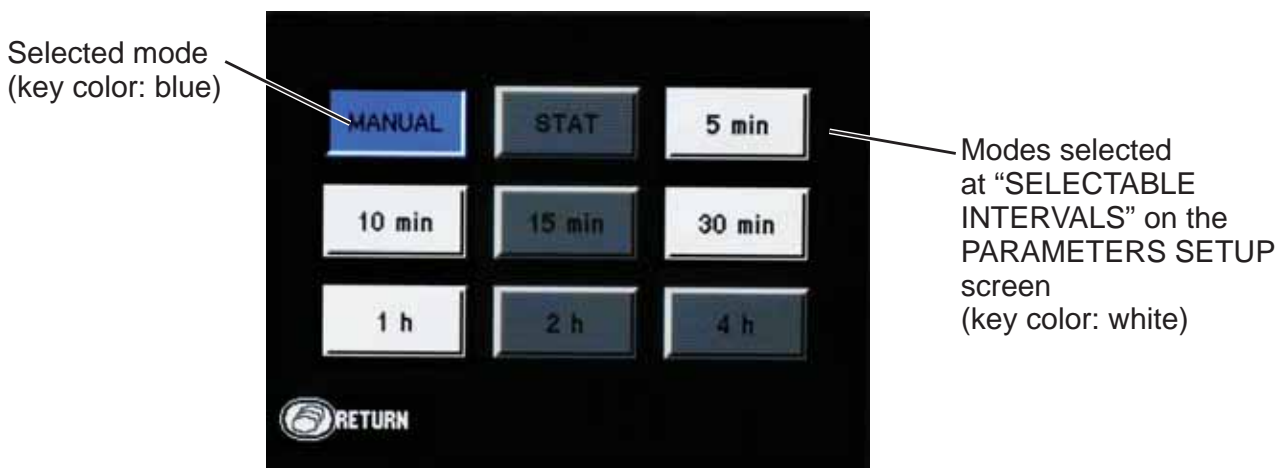 Selected mode
(key color: blue)
MANUAL
STAT
5 min
10 min
15 min
30 min
1 h
2 h
4 h
RETURN
Modes selected
at “SELECTABLE
INTERVALS” on the
PARAMETERS SETUP
screen
(key color: white)